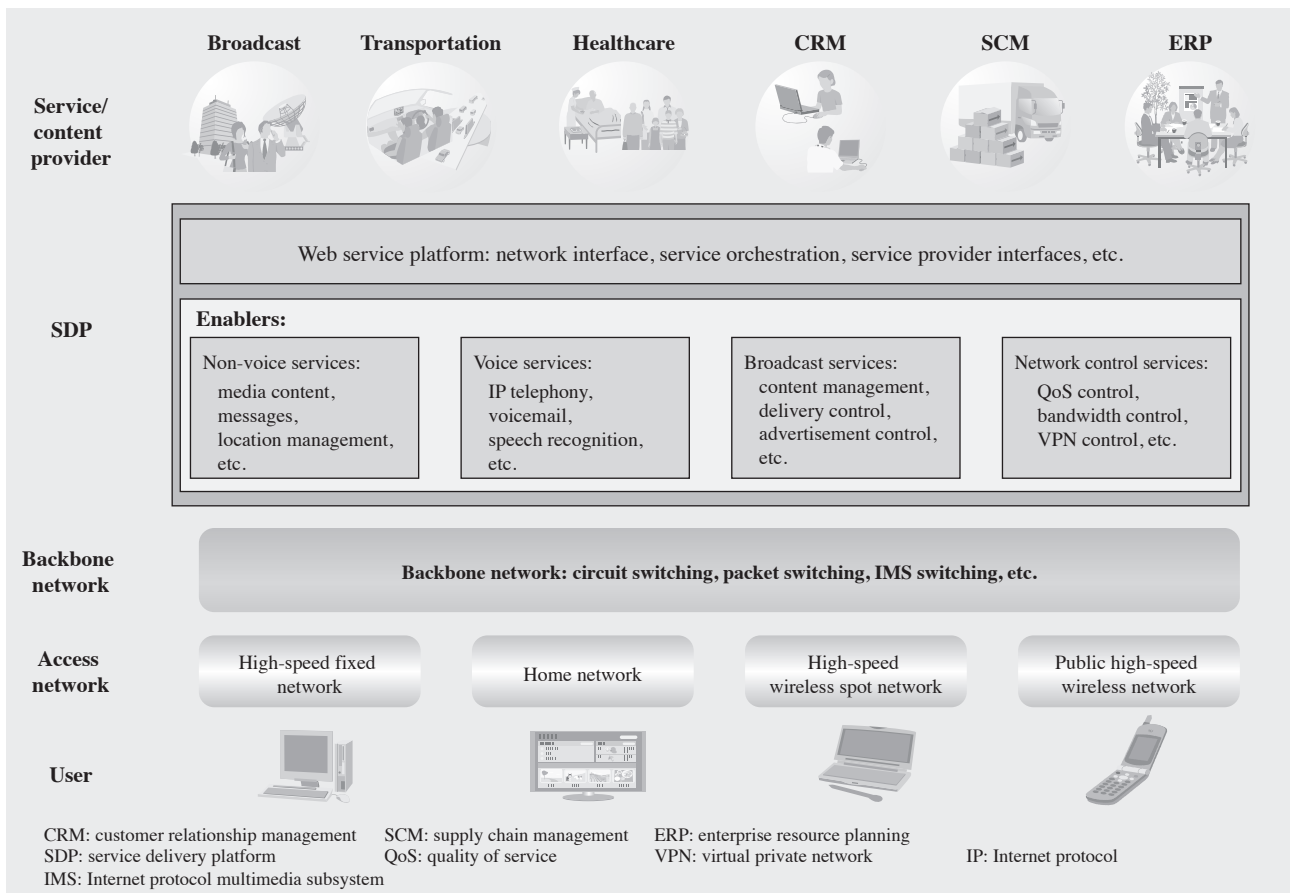 Broadcast Transportation Healthcare CRM SCM ERP
Service/
content
provider
Web service platform: network interface, service orchestration, service provider interfaces, etc.
SDP
Enablers:
Non-voice services:
media content,
messages,
location management,
etc.
Voice services:
IP telephony,
voicemail,
speech recognition,
etc.
Broadcast services:
content management,
delivery control,
advertisement control,
etc.
Network control services:
QoS control,
bandwidth control,
VPN control, etc.
Backbone
network
Backbone network: circuit switching, packet switching, IMS switching, etc.
Access
network
High-speed fixed
network
Home network
High-speed
wireless spot network
Public high-speed
wireless network
User
CRM: customer relationship management SCM: supply chain management ERP: enterprise resource planning
SDP: service delivery platform QoS: quality of service VPN: virtual private network IP: Internet protocol
IMS: Internet protocol multimedia subsystem